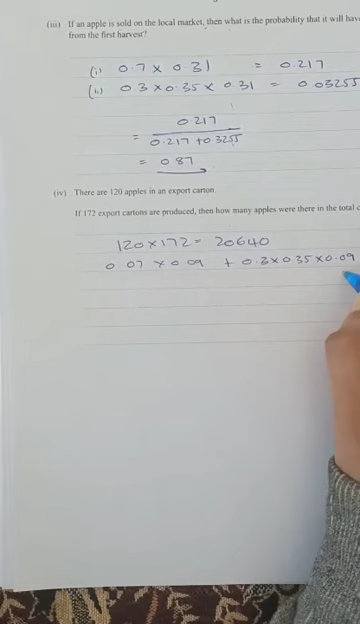 (iii) If an apple is sold on the local market, then what is the probability that it will hav
from the first harvest?
(i) 0.7 x 0.31 = 0.217
(ii) 0.3 x 0.35 x 0.31 = 0.03255
0.217
= 0.217 + 0.3255
= 0.87
(iv) There are 120 apples in an export carton.
If 172 export cartons are produced, then how many apples were there in the total c
120 x 172 = 20640
0.07 x 0.09 + 0.3 x 0.35 x 0.09